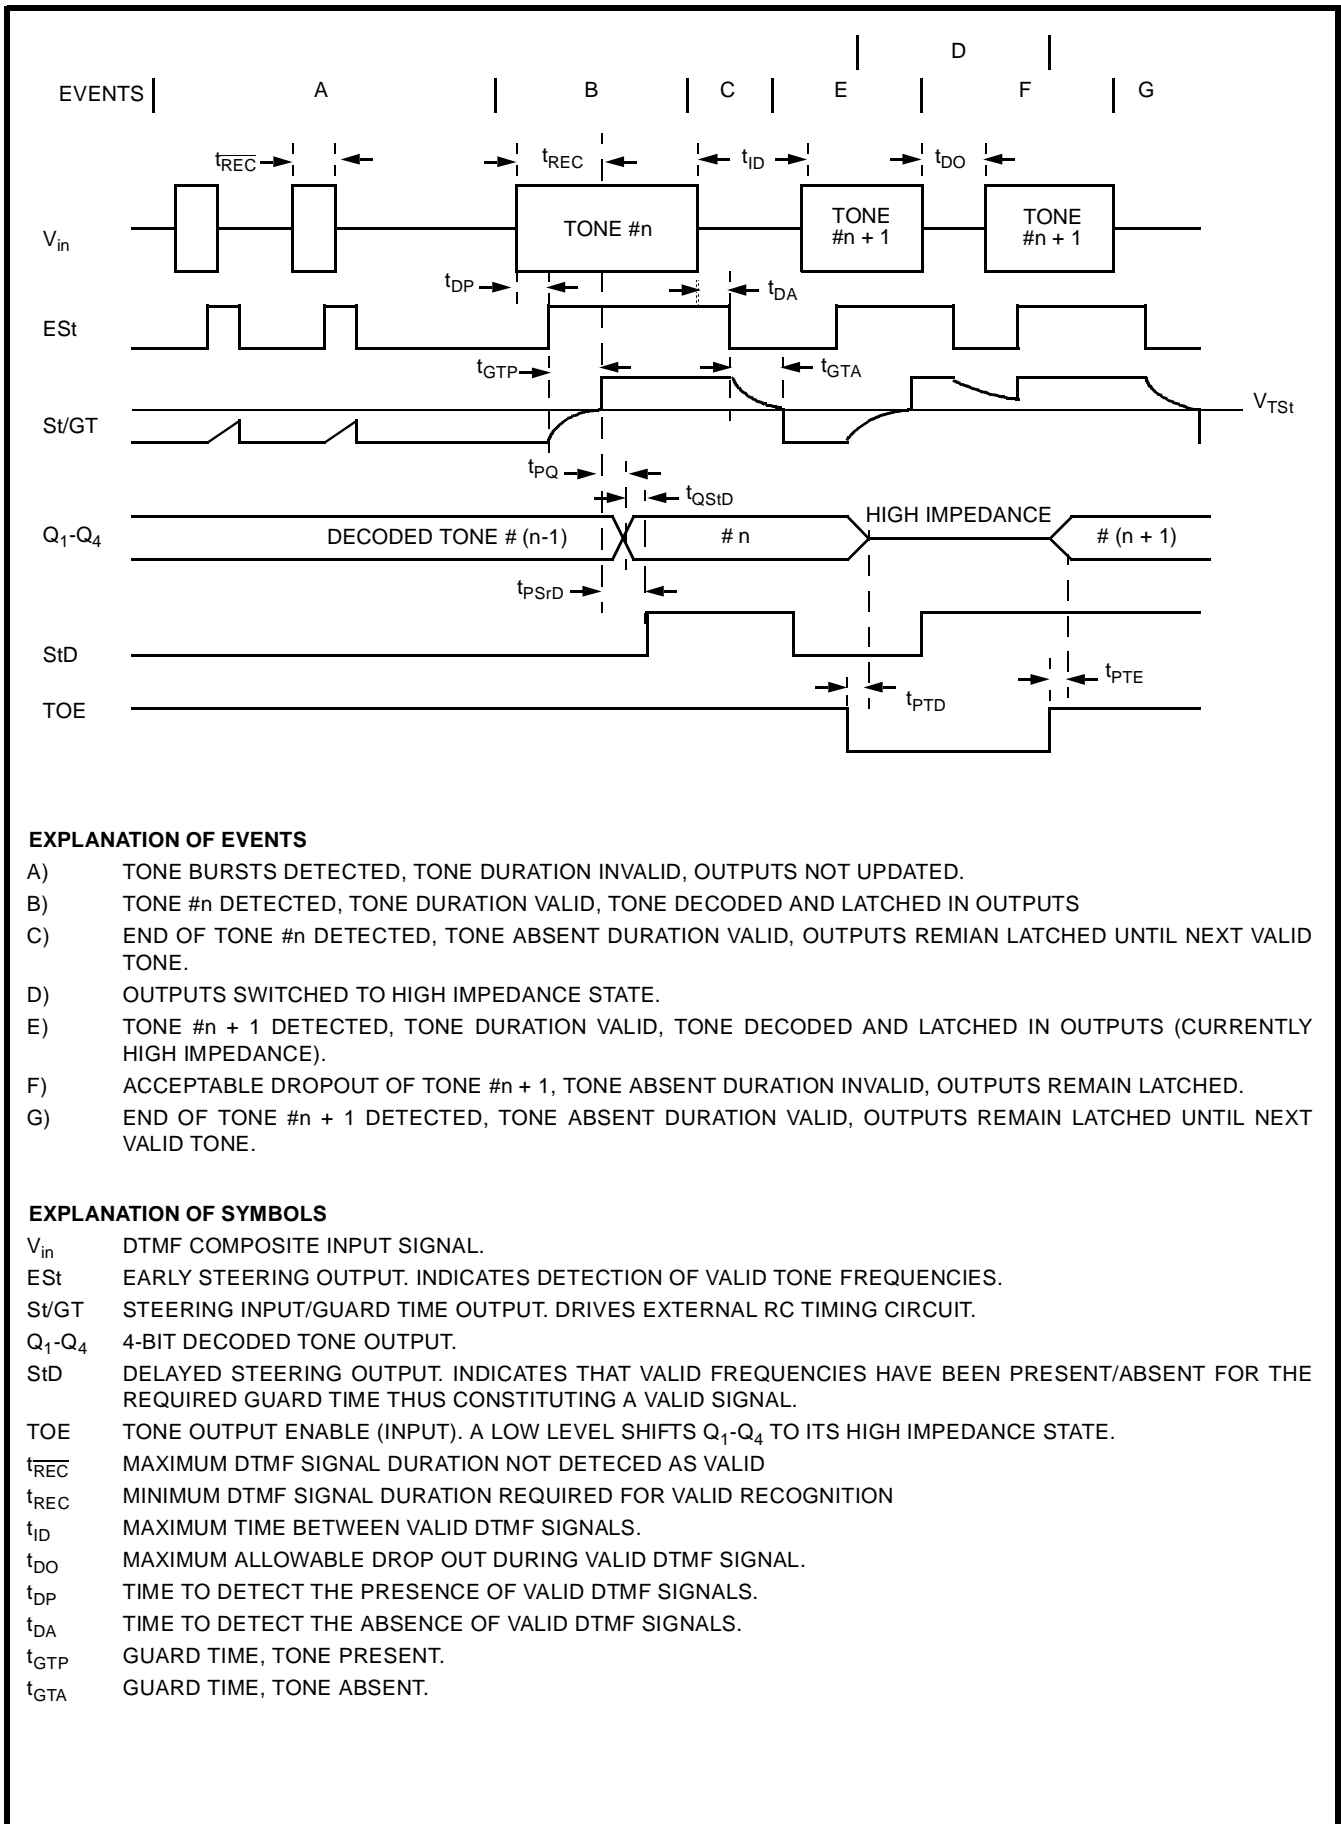 D
EVENTS A B C E F G
tREC tREC tID tDO
Vin TONE #n TONE #n + 1 TONE #n + 1
tDP tDA
ESt
tGTP tGTA
VTSt
St/GT
tPQ
tQStD
HIGH IMPEDANCE
Q1-Q4 DECODED TONE # (n-1) # n # (n + 1)
tPSrD
StD
tPTE
tPTD
TOE
EXPLANATION OF EVENTS
A) TONE BURSTS DETECTED, TONE DURATION INVALID, OUTPUTS NOT UPDATED.
B) TONE #n DETECTED, TONE DURATION VALID, TONE DECODED AND LATCHED IN OUTPUTS
C) END OF TONE #n DETECTED, TONE ABSENT DURATION VALID, OUTPUTS REMIAN LATCHED UNTIL NEXT VALID
TONE.
D) OUTPUTS SWITCHED TO HIGH IMPEDANCE STATE.
E) TONE #n + 1 DETECTED, TONE DURATION VALID, TONE DECODED AND LATCHED IN OUTPUTS (CURRENTLY
HIGH IMPEDANCE).
F) ACCEPTABLE DROPOUT OF TONE #n + 1, TONE ABSENT DURATION INVALID, OUTPUTS REMAIN LATCHED.
G) END OF TONE #n + 1 DETECTED, TONE ABSENT DURATION VALID, OUTPUTS REMAIN LATCHED UNTIL NEXT
VALID TONE.
EXPLANATION OF SYMBOLS
Vin DTMF COMPOSITE INPUT SIGNAL.
ESt EARLY STEERING OUTPUT. INDICATES DETECTION OF VALID TONE FREQUENCIES.
St/GT STEERING INPUT/GUARD TIME OUTPUT. DRIVES EXTERNAL RC TIMING CIRCUIT.
Q1-Q4 4-BIT DECODED TONE OUTPUT.
StD DELAYED STEERING OUTPUT. INDICATES THAT VALID FREQUENCIES HAVE BEEN PRESENT/ABSENT FOR THE
REQUIRED GUARD TIME THUS CONSTITUTING A VALID SIGNAL.
TOE TONE OUTPUT ENABLE (INPUT). A LOW LEVEL SHIFTS Q1-Q4 TO ITS HIGH IMPEDANCE STATE.
tREC MAXIMUM DTMF SIGNAL DURATION NOT DETECED AS VALID
tREC MINIMUM DTMF SIGNAL DURATION REQUIRED FOR VALID RECOGNITION
tID MAXIMUM TIME BETWEEN VALID DTMF SIGNALS.
tDO MAXIMUM ALLOWABLE DROP OUT DURING VALID DTMF SIGNAL.
tDP TIME TO DETECT THE PRESENCE OF VALID DTMF SIGNALS.
tDA TIME TO DETECT THE ABSENCE OF VALID DTMF SIGNALS.
tGTP GUARD TIME, TONE PRESENT.
tGTA GUARD TIME, TONE ABSENT.